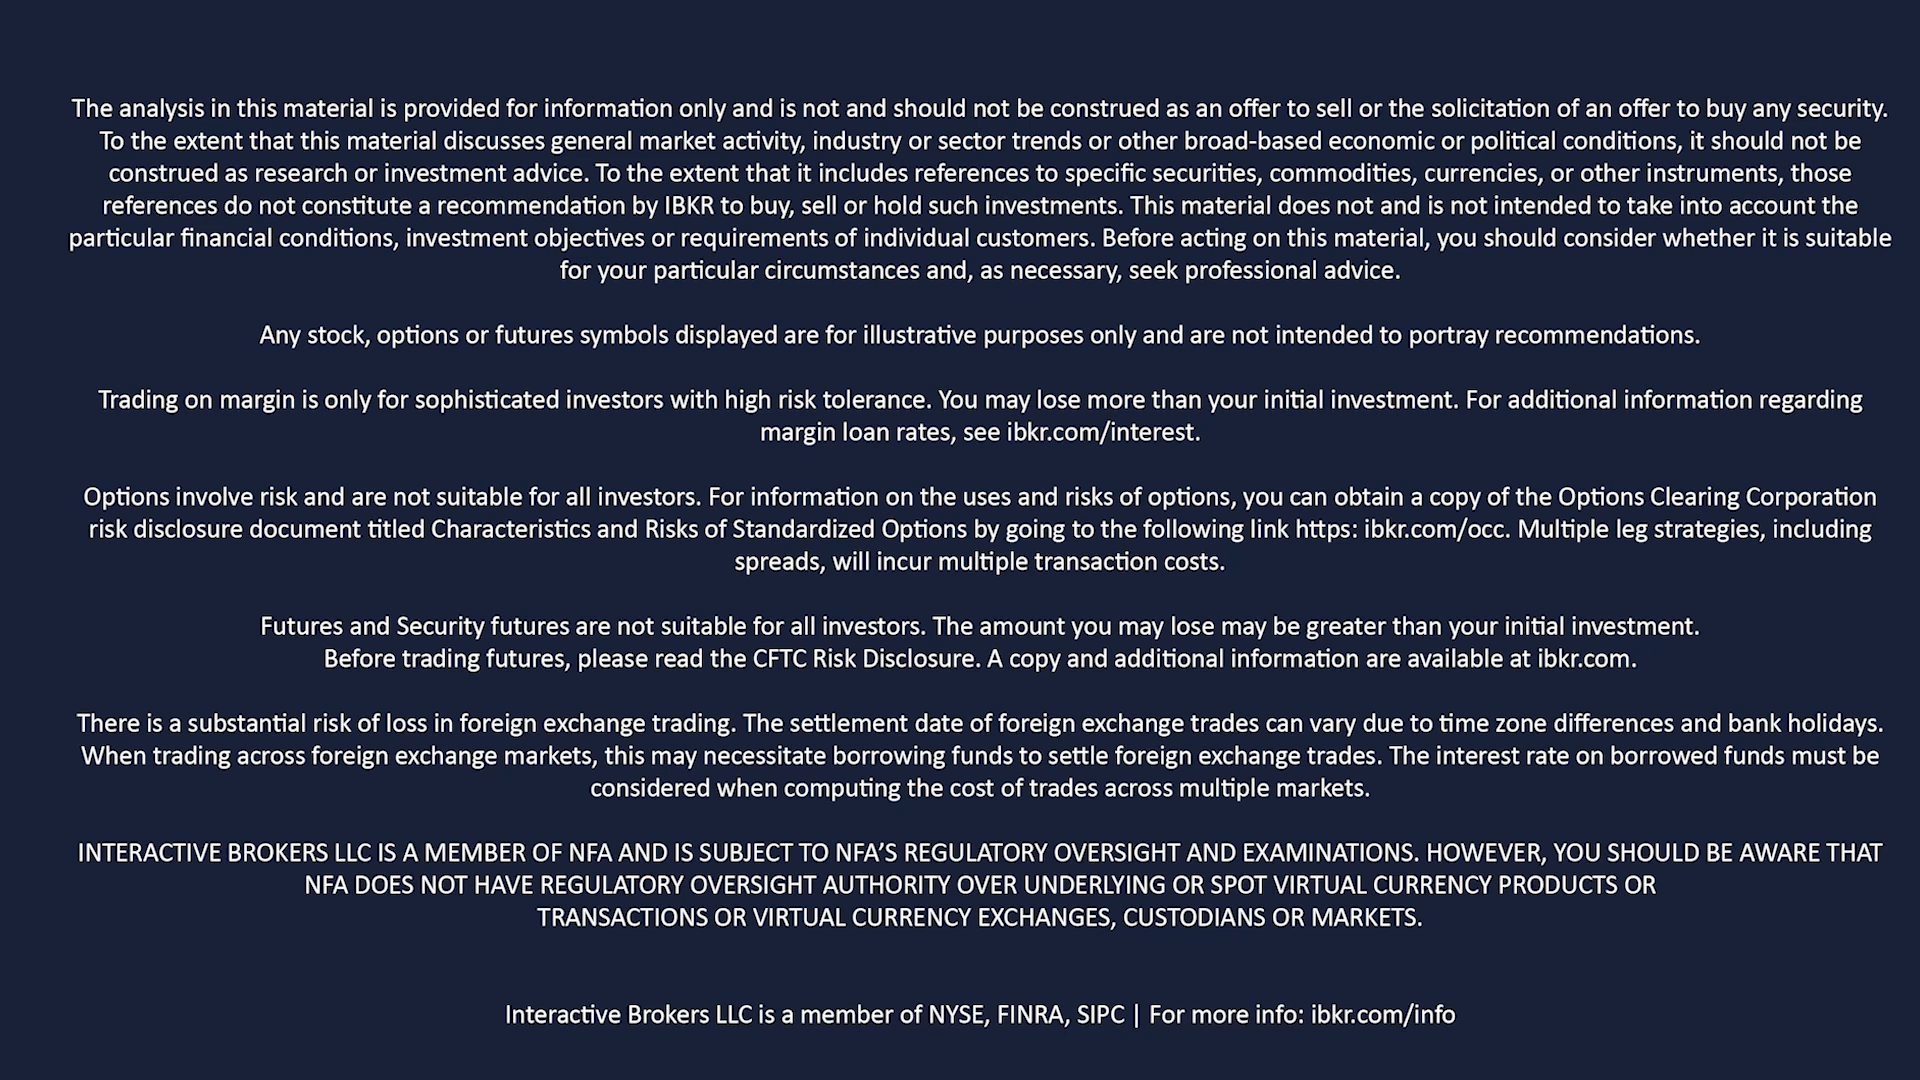 The analysis in this material is provided for information only and is not and should not be construed as an offer to sell or the solicitation of an offer to buy any security.
To the extent that this material discusses general market activity, industry or sector trends or other broad-based economic or political conditions, it should not be
construed as research or investment advice. To the extent that it includes references to specific securities, commodities, currencies, or other instruments, those
references do not constitute a recommendation by IBKR to buy, sell or hold such investments. This material does not and is not intended to take into account the
particular financial conditions, investment objectives or requirements of individual customers. Before acting on this material, you should consider whether it is suitable
for your particular circumstances and, as necessary, seek professional advice.
Any stock, options or futures symbols displayed are for illustrative purposes only and are not intended to portray recommendations.
Trading on margin is only for sophisticated investors with high risk tolerance. You may lose more than your initial investment. For additional information regarding
margin loan rates, see ibkr.com/interest.
Options involve risk and are not suitable for all investors. For information on the uses and risks of options, you can obtain a copy of the Options Clearing Corporation
risk disclosure document titled Characteristics and Risks of Standardized Options by going to the following link https: ibkr.com/occ. Multiple leg strategies, including
spreads, will incur multiple transaction costs.
Futures and Security futures are not suitable for all investors. The amount you may lose may be greater than your initial investment.
Before trading futures, please read the CFTC Risk Disclosure. A copy and additional information are available at ibkr.com.
There is a substantial risk of loss in foreign exchange trading. The settlement date of foreign exchange trades can vary due to time zone differences and bank holidays.
When trading across foreign exchange markets, this may necessitate borrowing funds to settle foreign exchange trades. The interest rate on borrowed funds must be
considered when computing the cost of trades across multiple markets.
INTERACTIVE BROKERS LLC IS A MEMBER OF NFA AND IS SUBJECT TO NFA’S REGULATORY OVERSIGHT AND EXAMINATIONS. HOWEVER, YOU SHOULD BE AWARE THAT
NFA DOES NOT HAVE REGULATORY OVERSIGHT AUTHORITY OVER UNDERLYING OR SPOT VIRTUAL CURRENCY PRODUCTS OR
TRANSACTIONS OR VIRTUAL CURRENCY EXCHANGES, CUSTODIANS OR MARKETS.
Interactive Brokers LLC is a member of NYSE, FINRA, SIPC | For more info: ibkr.com/info